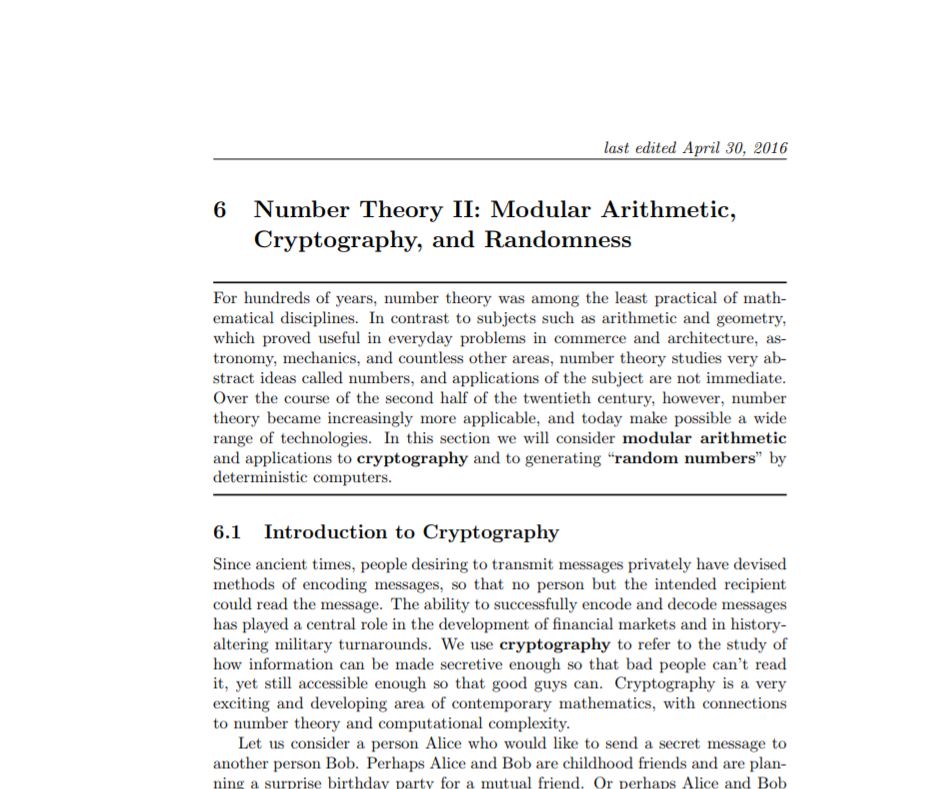 last edited April 30, 2016
6 Number Theory II: Modular Arithmetic,
Cryptography, and Randomness
For hundreds of years, number theory was among the least practical of math-
ematical disciplines. In contrast to subjects such as arithmetic and geometry,
which proved useful in everyday problems in commerce and architecture, as-
tronomy, mechanics, and countless other areas, number theory studies very ab-
stract ideas called numbers, and applications of the subject are not immediate.
Over the course of the second half of the twentieth century, however, number
theory became increasingly more applicable, and today make possible a wide
range of technologies. In this section we will consider modular arithmetic
and applications to cryptography and to generating “random numbers” by
deterministic computers.
6.1 Introduction to Cryptography
Since ancient times, people desiring to transmit messages privately have devised
methods of encoding messages, so that no person but the intended recipient
could read the message. The ability to successfully encode and decode messages
has played a central role in the development of financial markets and in history-
altering military turnarounds. We use cryptography to refer to the study of
how information can be made secretive enough so that bad people can’t read
it, yet still accessible enough so that good guys can. Cryptography is a very
exciting and developing area of contemporary mathematics, with connections
to number theory and computational complexity.
Let us consider a person Alice who would like to send a secret message to
another person Bob. Perhaps Alice and Bob are childhood friends and are plan-
ning a surprise birthday party for a mutual friend. Or perhaps Alice and Bob